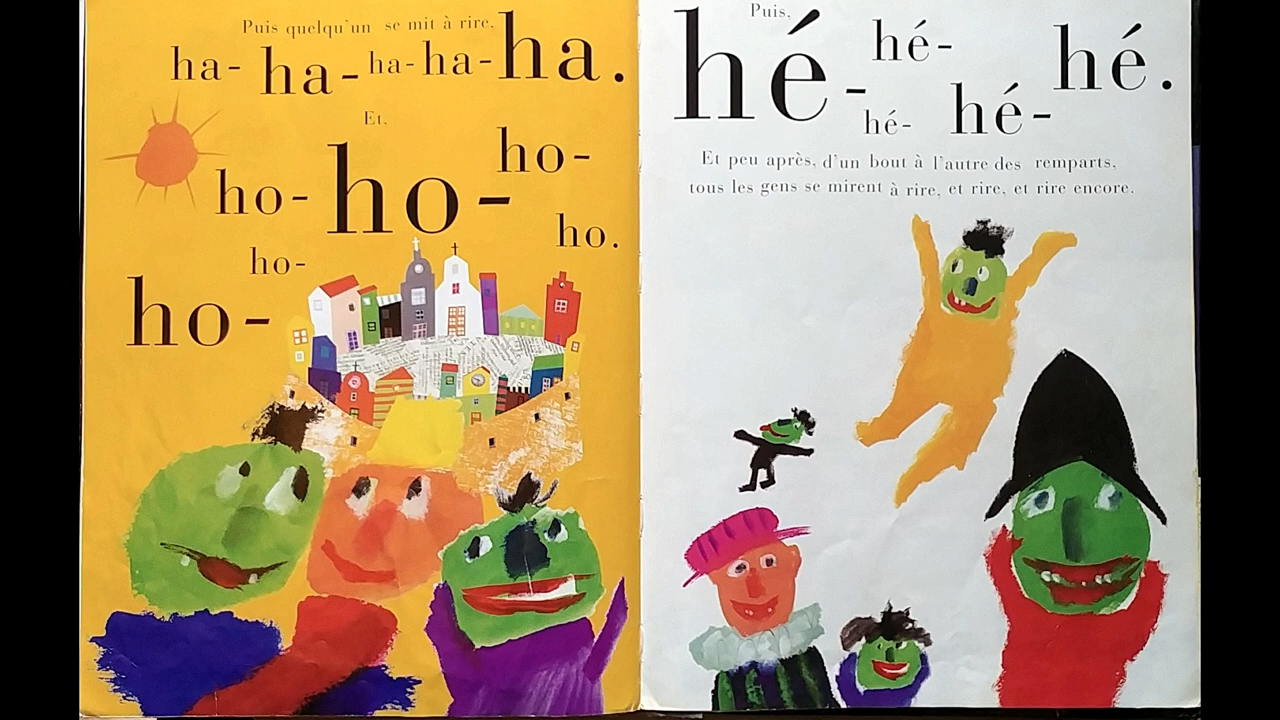 Puis quelqu'un se mit à rire.
ha- ha- ha- ha- ha.
Et,
ho- ho- ho-
ho- ho- ho.
Puis,
hé- hé- hé- hé- hé.
Et peu après, d'un bout à l'autre des remparts,
tous les gens se mirent à rire, et rire, et rire encore.